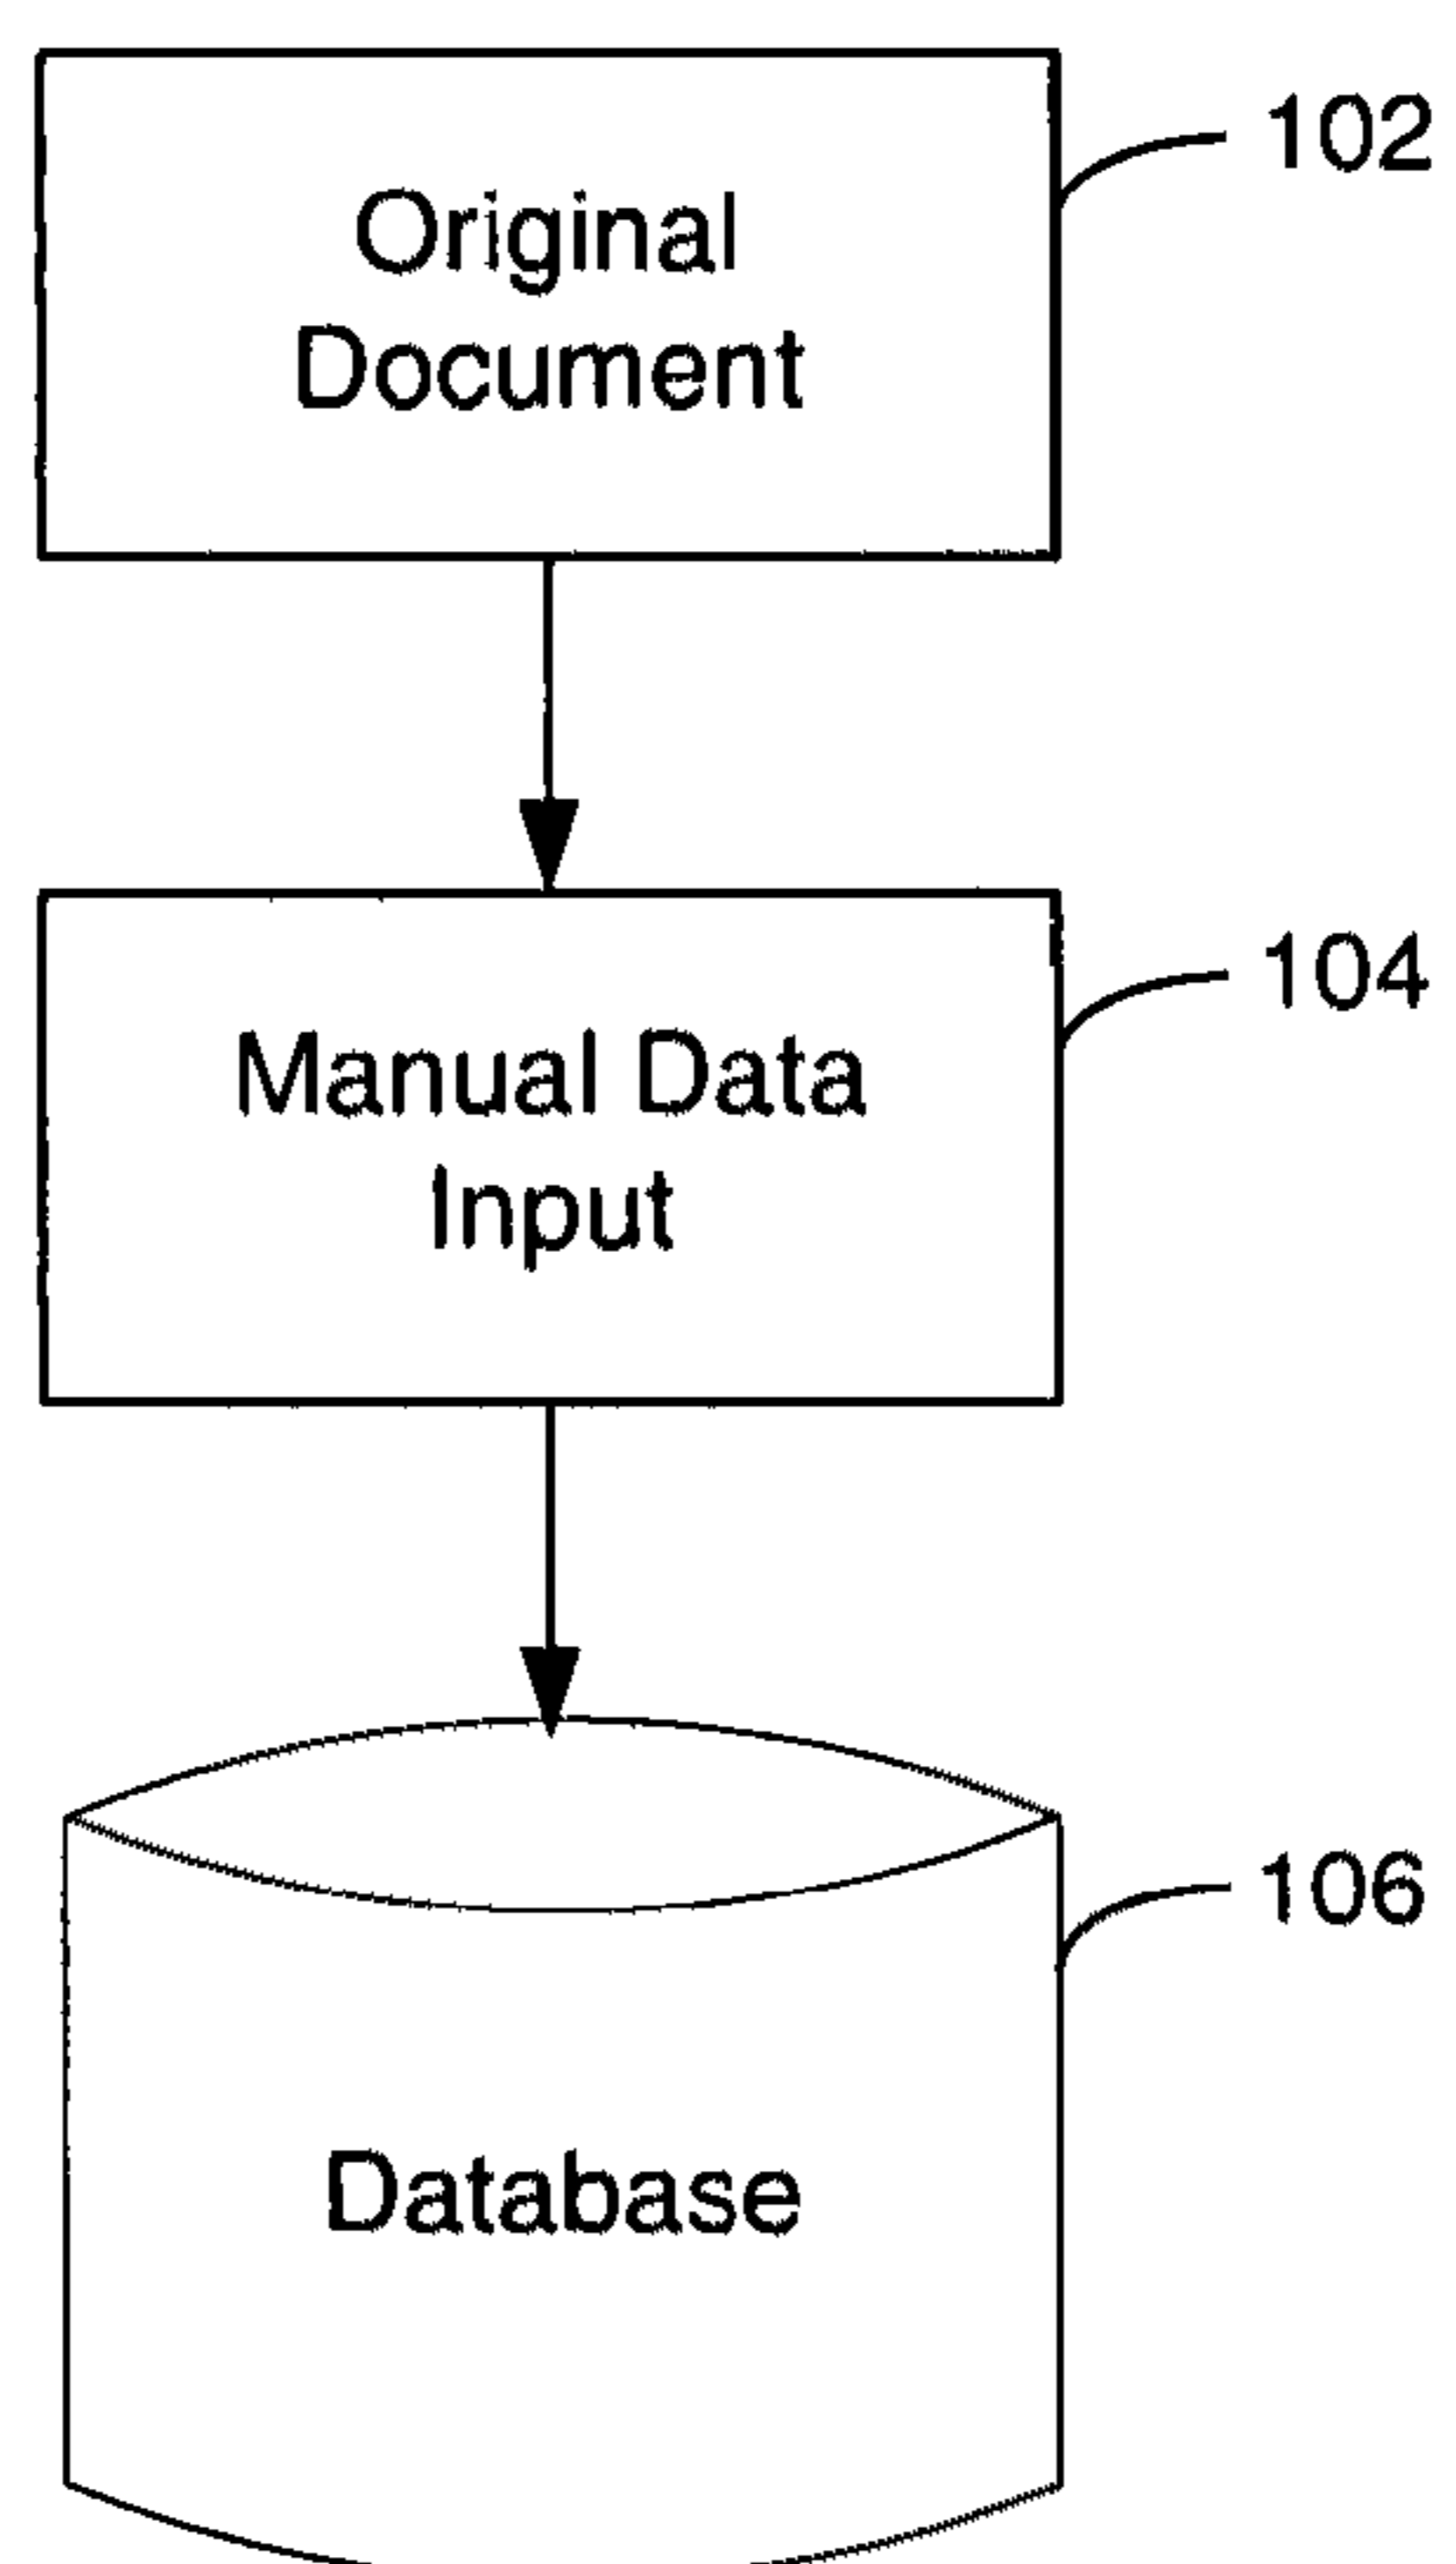 102
Original
Document
104
Manual Data
Input
106
Database